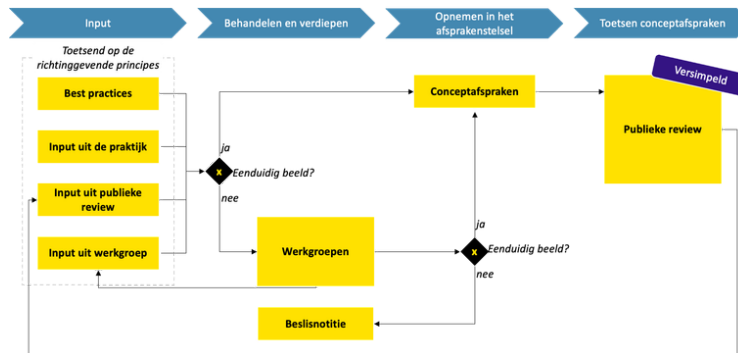 Input
Behandelen en verdiepen
Opnemen in het
afsprakenstelsel
Toetsen conceptafspraken
Toetsend op de
richtinggevende principes
Versimpeld
Best practices
Conceptafspraken
Publieke review
Input uit de praktijk
ja
Eenduidig beeld?
nee
Input uit publieke
review
Input uit werkgroep
Werkgroepen
ja
Eenduidig beeld?
nee
Beslisnotitie
x
x